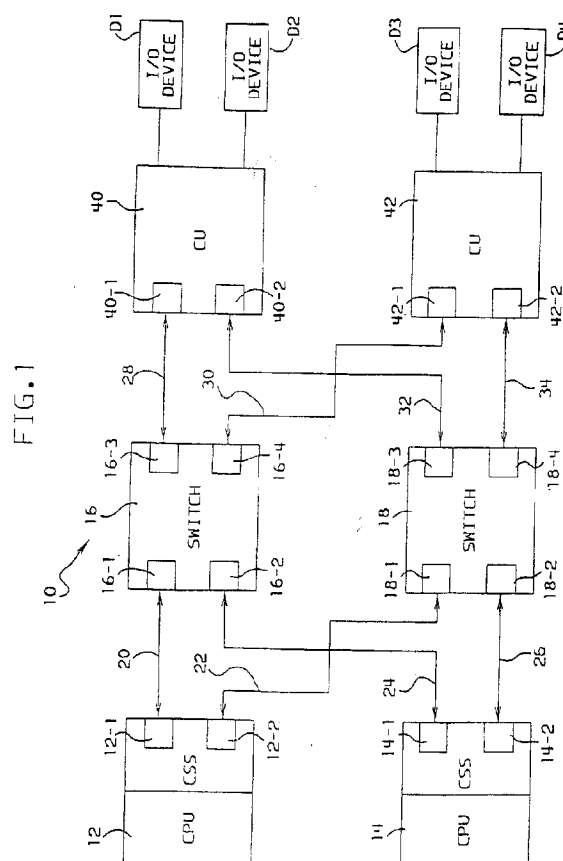 FIG.1
10
12
CPU
CSS
12-1
12-2
20
22
16
SWITCH
16-1
16-2
16-3
16-4
28
30
40
CU
40-1
40-2
I/O DEVICE
D1
I/O DEVICE
D2
14
CPU
CSS
14-1
14-2
24
26
18
SWITCH
18-1
18-2
18-3
18-4
32
34
42
CU
42-1
42-2
I/O DEVICE
D3
I/O DEVICE